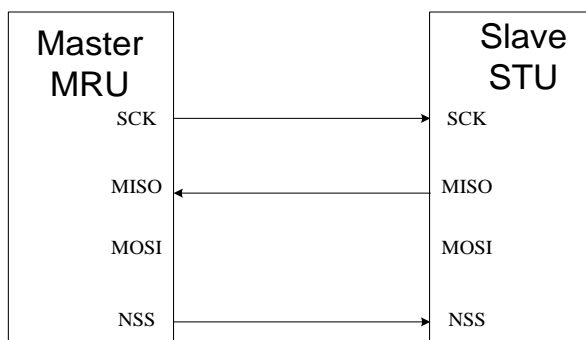 Master
MRU
Slave
STU
SCK
SCK
MISO
MISO
MOSI
MOSI
NSS
NSS